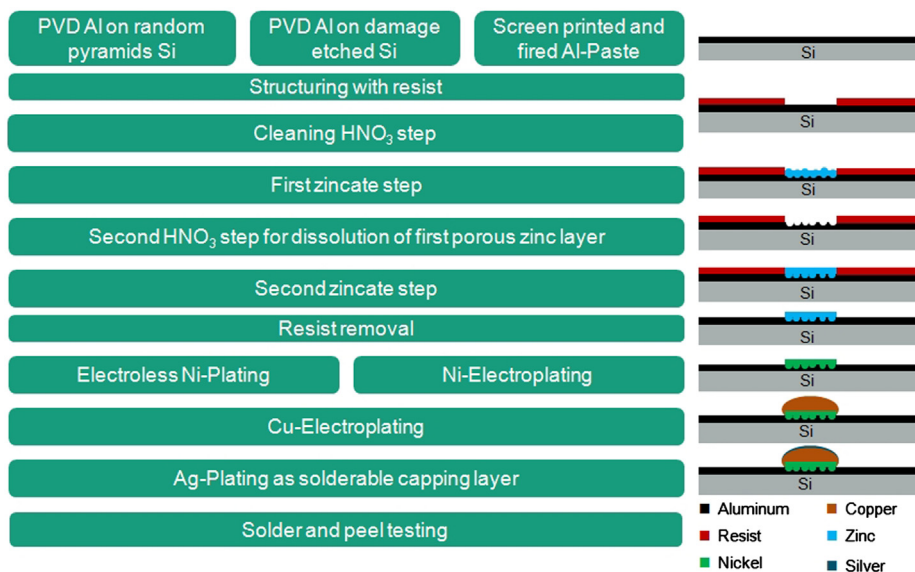 PVD Al on random
pyramids Si
PVD Al on damage
etched Si
Screen printed and
fired Al-Paste
Si
Structuring with resist
Si
Cleaning HNO3 step
First zincate step
Si
Second HNO3 step for dissolution of first porous zinc layer
Si
Second zincate step
Si
Resist removal
Si
Electroless Ni-Plating
Ni-Electroplating
Si
Cu-Electroplating
Si
Ag-Plating as solderable capping layer
Si
Solder and peel testing
Aluminum
Copper
Resist
Zinc
Nickel
Silver